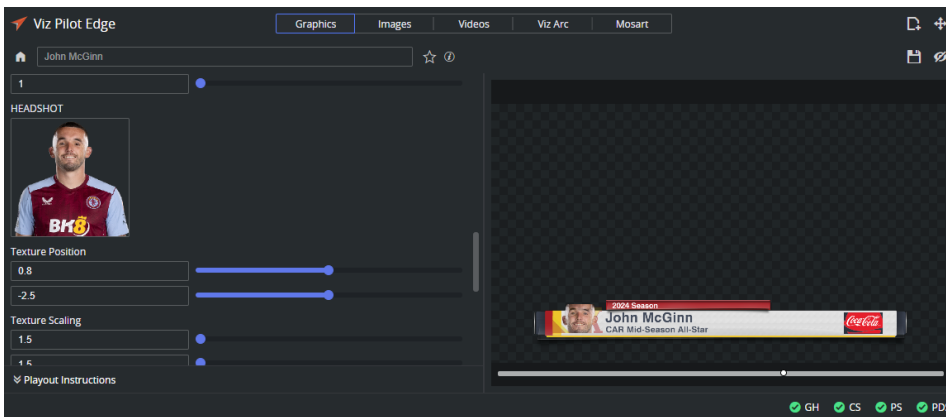 Viz Pilot Edge
Graphics
Images
Videos
Viz Arc
Mosart
John McGinn
1
HEADSHOT
BK8
Texture Position
0.8
-2.5
Texture Scaling
1.5
1.5
Playout Instructions
2024 Season
John McGinn
CAR Mid-Season All-Star
Coca-Cola
GH
CS
PS
PD